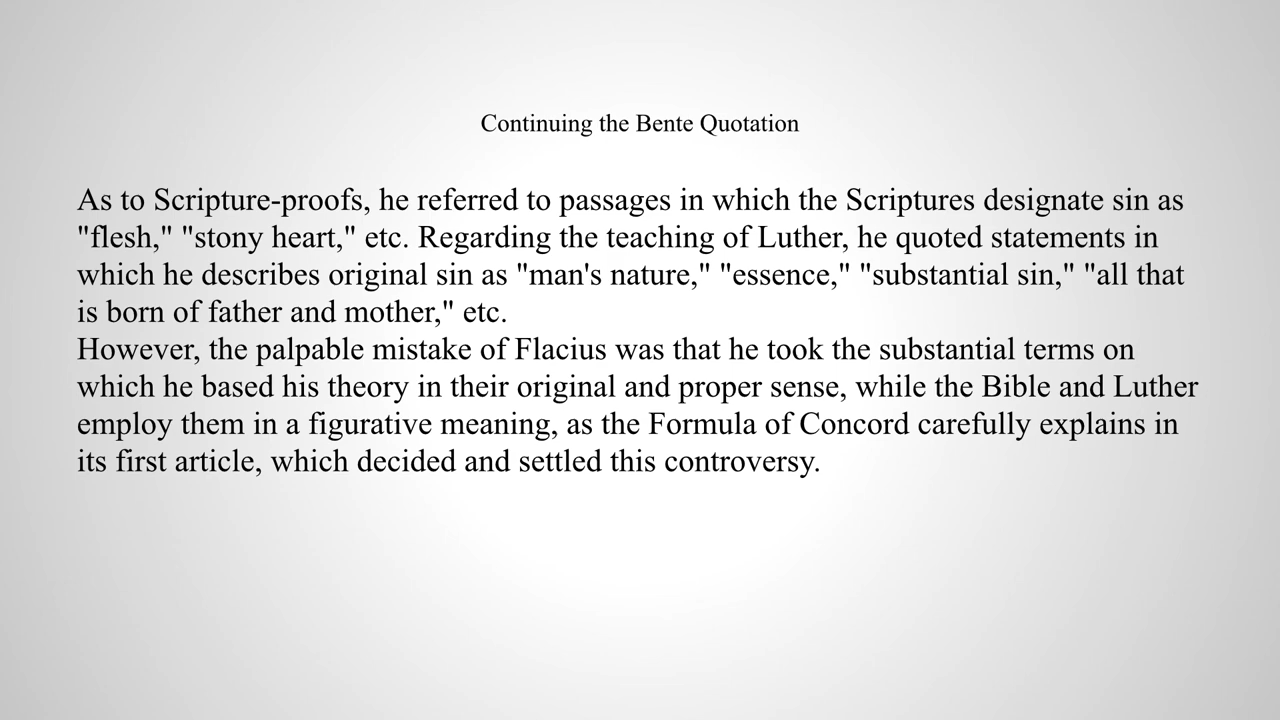 Continuing the Bente Quotation
As to Scripture-proofs, he referred to passages in which the Scriptures designate sin as
"flesh," "stony heart," etc. Regarding the teaching of Luther, he quoted statements in
which he describes original sin as "man's nature," "essence," "substantial sin," "all that
is born of father and mother," etc.
However, the palpable mistake of Flacius was that he took the substantial terms on
which he based his theory in their original and proper sense, while the Bible and Luther
employ them in a figurative meaning, as the Formula of Concord carefully explains in
its first article, which decided and settled this controversy.